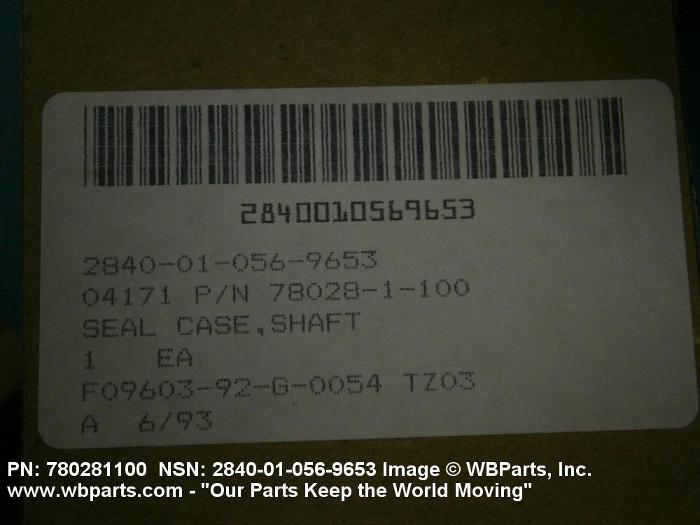 2840010569653
2840-01-056-9653
04171 P/N 78028-1-100
SEAL CASE,SHAFT
1 EA
F09603-92-G-0054 TZ03
A 6/93
PN: 780281100 NSN: 2840-01-056-9653 Image © WBParts, Inc.
www.wbparts.com - "Our Parts Keep the World Moving"